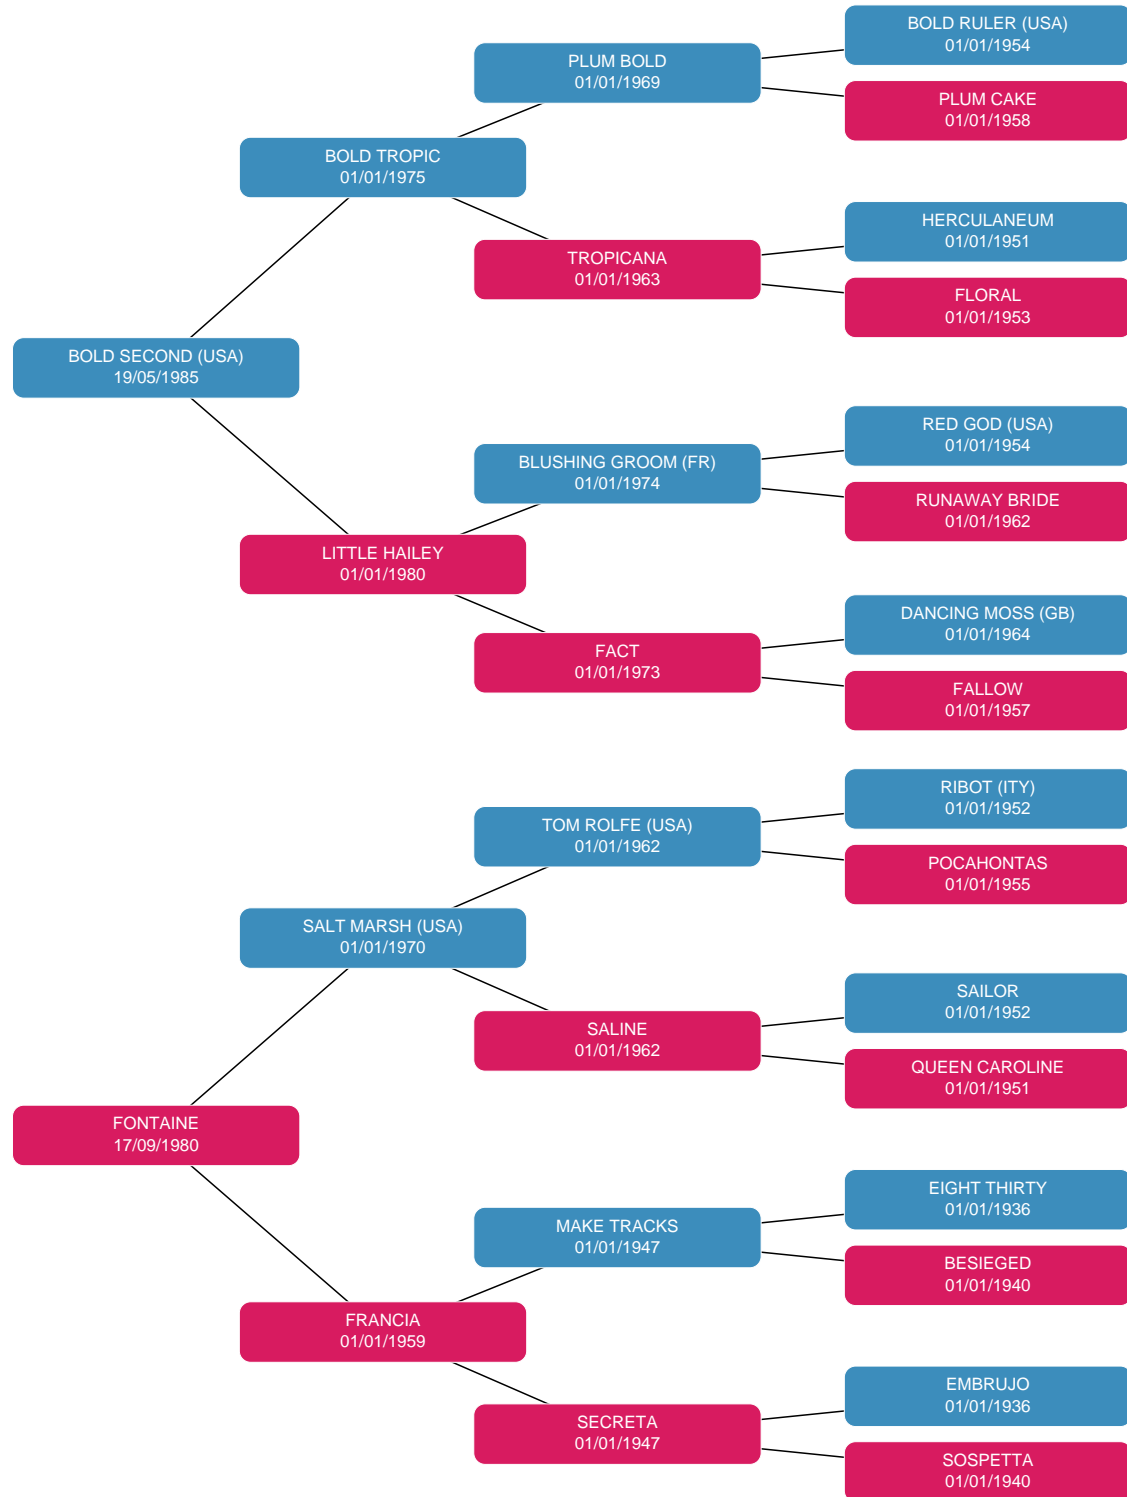 BOLD RULER (USA)
01/01/1954
PLUM BOLD
01/01/1969
PLUM CAKE
01/01/1958
BOLD TROPIC
01/01/1975
HERCULANEUM
01/01/1951
TROPICANA
01/01/1963
FLORAL
01/01/1953
BOLD SECOND (USA)
19/05/1985
RED GOD (USA)
01/01/1954
BLUSHING GROOM (FR)
01/01/1974
RUNAWAY BRIDE
01/01/1962
LITTLE HAILEY
01/01/1980
DANCING MOSS (GB)
01/01/1964
FACT
01/01/1973
FALLOW
01/01/1957
RIBOT (ITY)
01/01/1952
TOM ROLFE (USA)
01/01/1962
POCAHONTAS
01/01/1955
SALT MARSH (USA)
01/01/1970
SAILOR
01/01/1952
SALINE
01/01/1962
QUEEN CAROLINE
01/01/1951
FONTAINE
17/09/1980
EIGHT THIRTY
01/01/1936
MAKE TRACKS
01/01/1947
BESIEGED
01/01/1940
FRANCIA
01/01/1959
EMBRUJO
01/01/1936
SECRETA
01/01/1947
SOSPETTA
01/01/1940